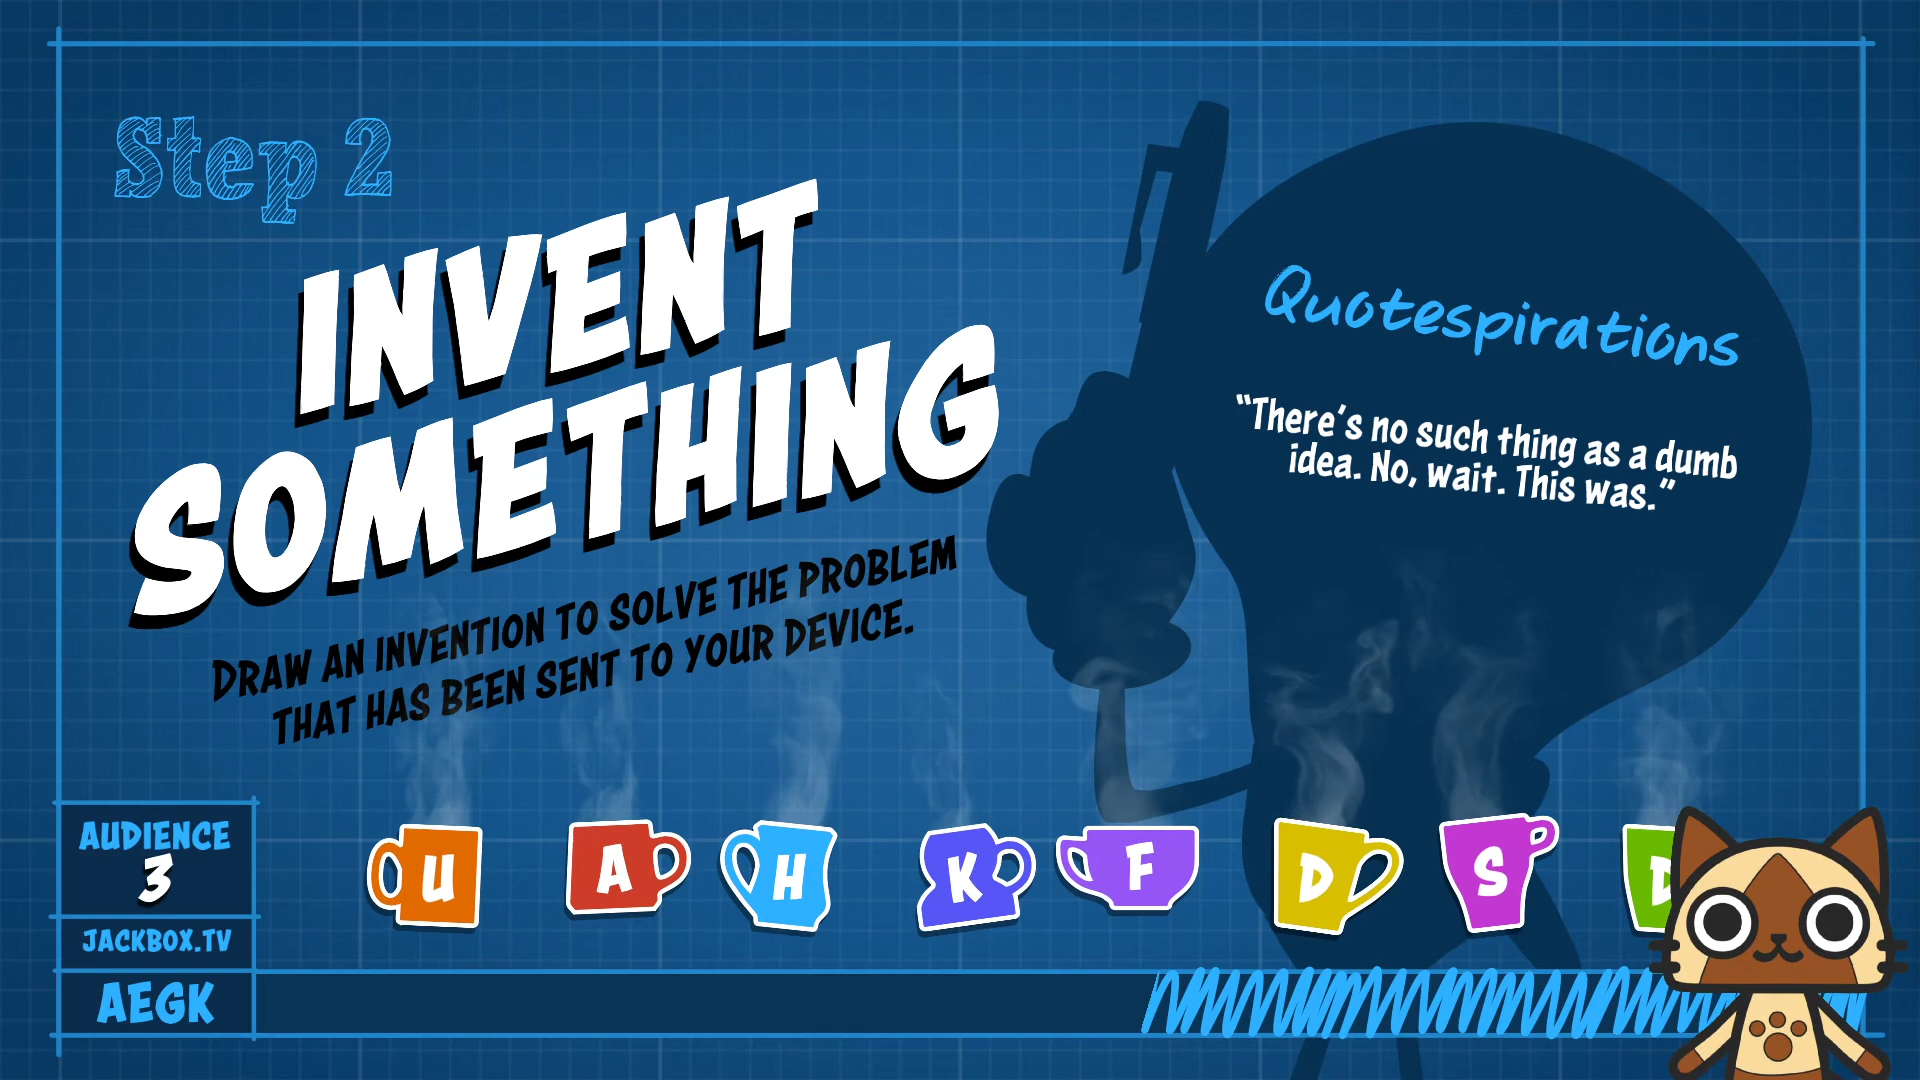 Step 2
INVENT
SOMETHING
DRAW AN INVENTION TO SOLVE THE PROBLEM
THAT HAS BEEN SENT TO YOUR DEVICE.
Quotespirations
“There’s no such thing as a dumb
idea. No, wait. This was.”
U A H K F D S D
AUDIENCE
3
JACKBOX.TV
AEGK